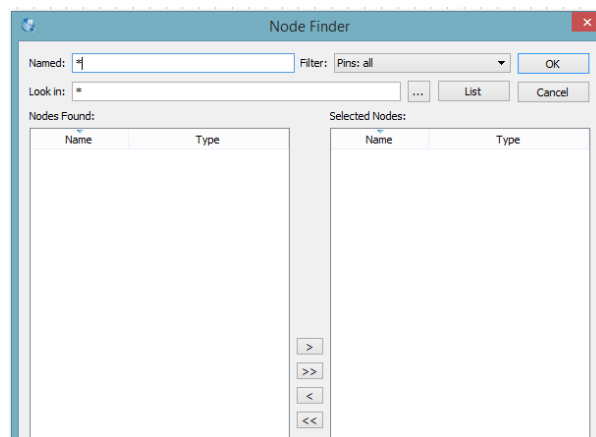 Node Finder
Named: * Filter: Pins: all OK
Look in: * ... List Cancel
Nodes Found: Selected Nodes:
Name Type Name Type
>
>>
<
<<